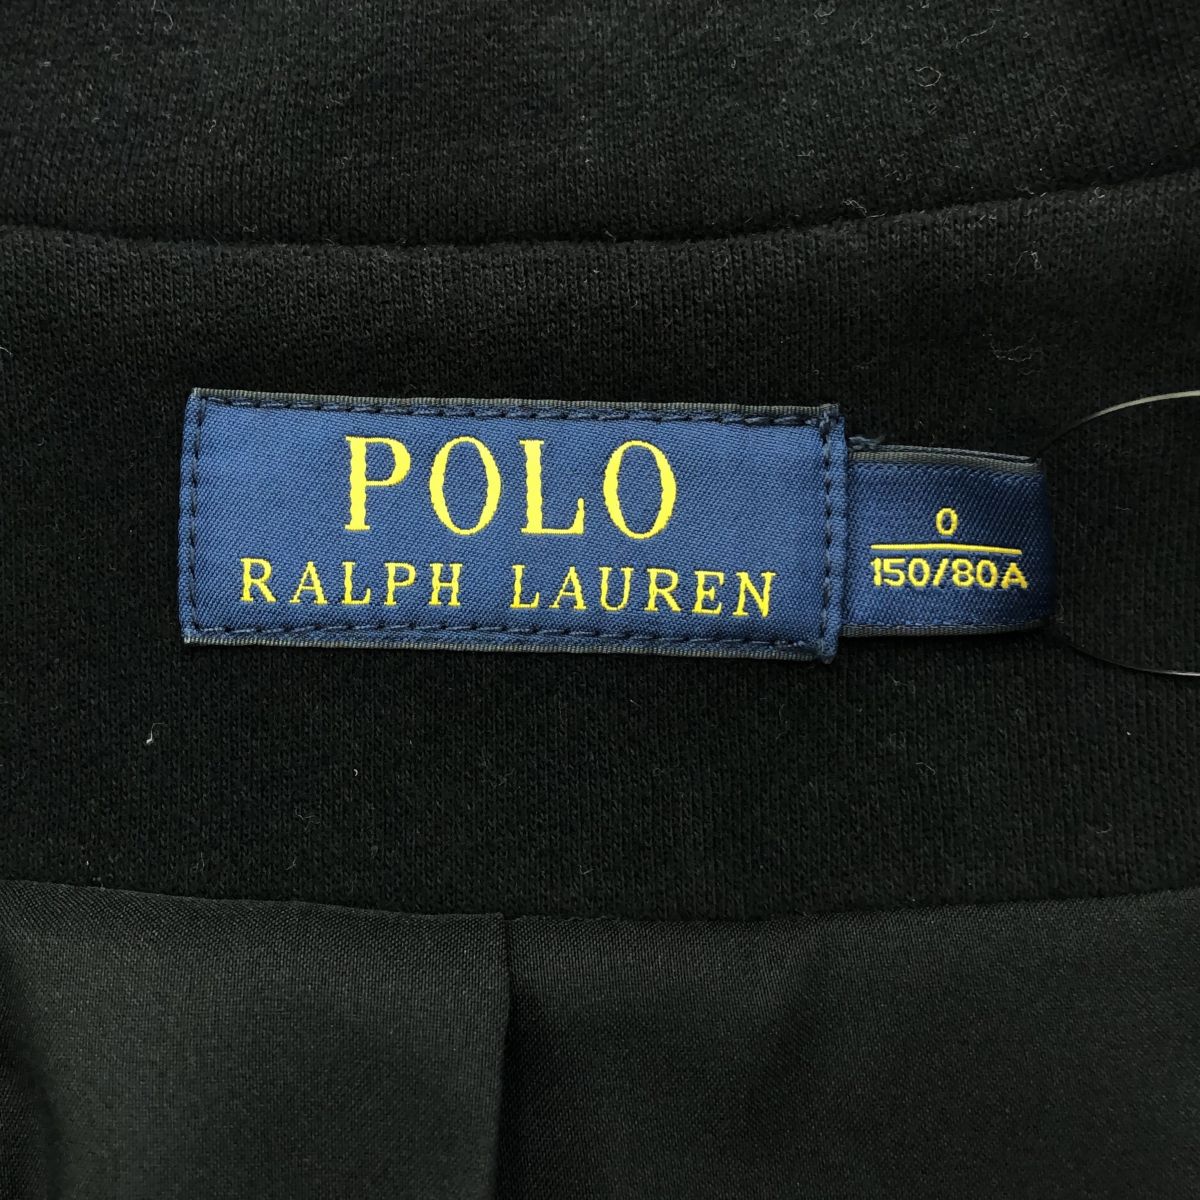 POLO
RALPH LAUREN
0
150/80A